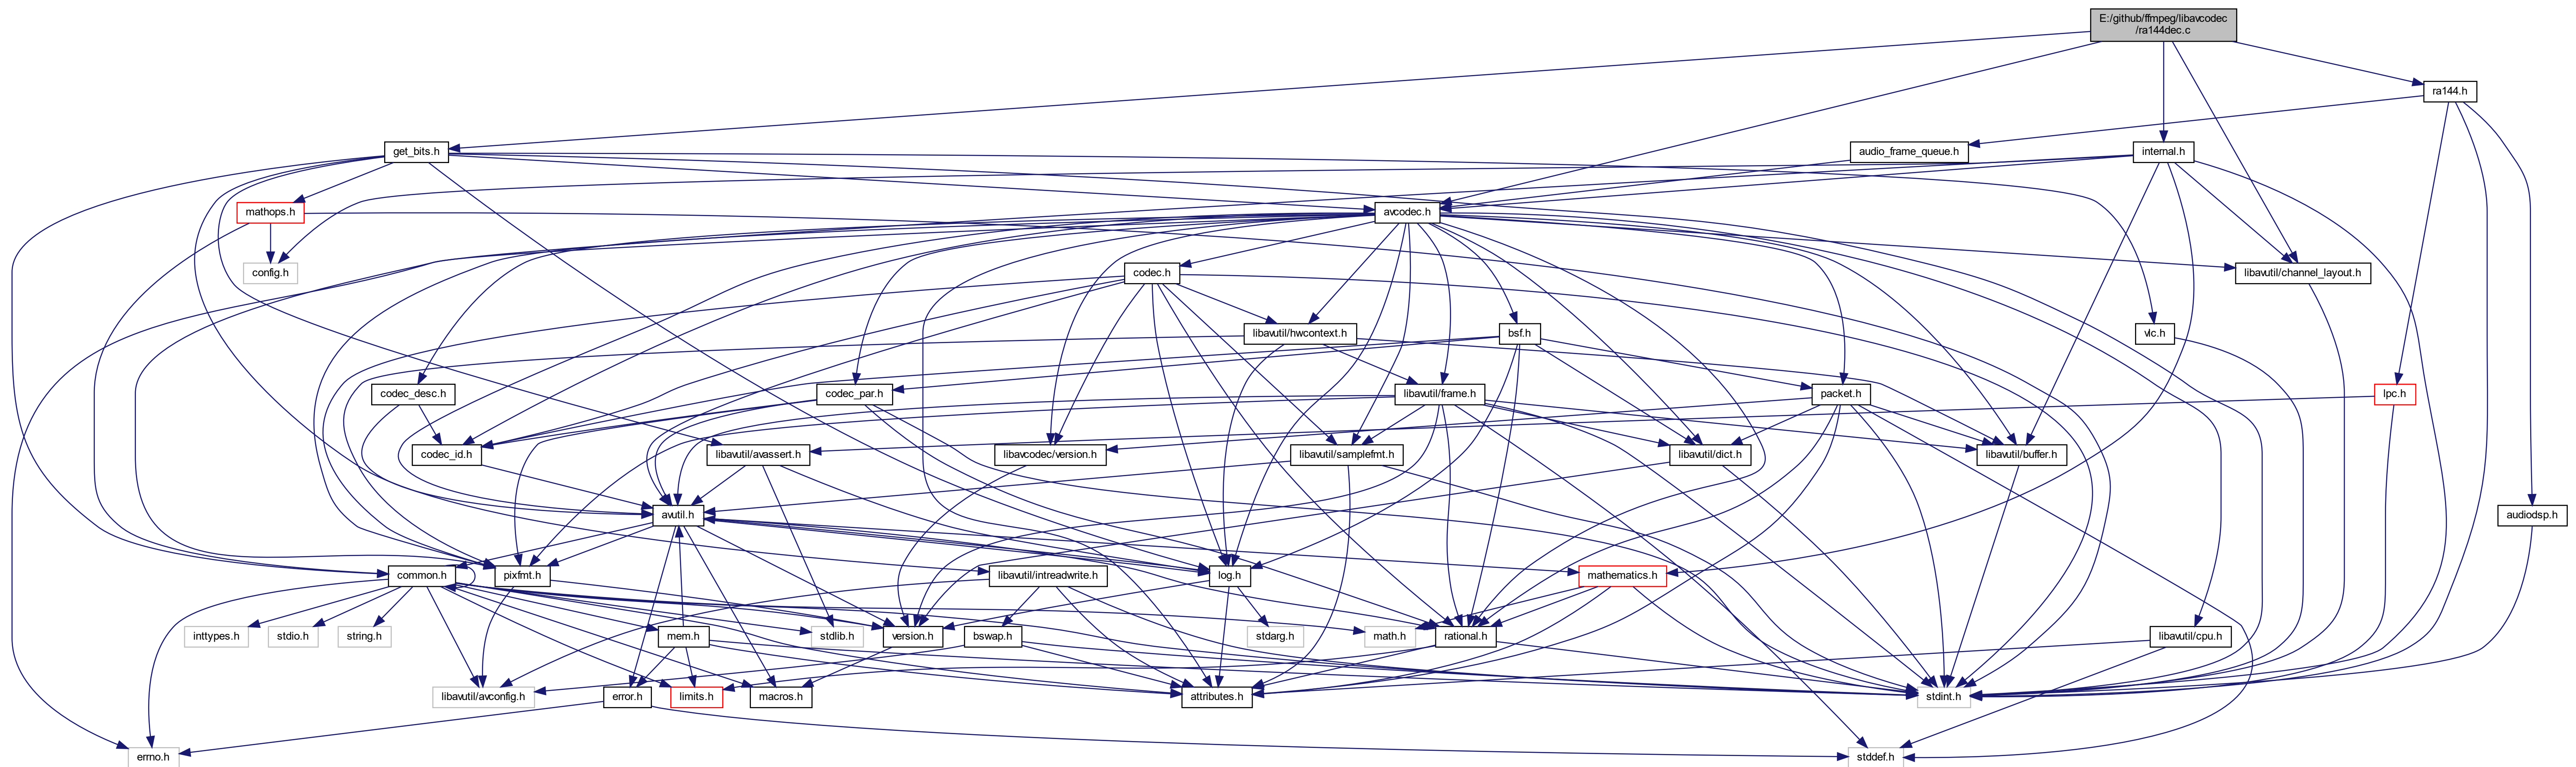 E:/github/ffmpeg/libavcodec
/ra144dec.c
ra144.h
get_bits.h
audio_frame_queue.h
internal.h
mathops.h
avcodec.h
config.h
codec.h
libavutil/channel_layout.h
libavutil/hwcontext.h
bsf.h
vlc.h
codec_desc.h
codec_par.h
libavutil/frame.h
packet.h
lpc.h
codec_id.h
libavutil/avassert.h
libavcodec/version.h
libavutil/samplefmt.h
libavutil/dict.h
libavutil/buffer.h
avutil.h
audiodsp.h
common.h
pixfmt.h
libavutil/intreadwrite.h
log.h
mathematics.h
inttypes.h
stdio.h
string.h
mem.h
stdlib.h
version.h
bswap.h
stdarg.h
math.h
rational.h
libavutil/cpu.h
libavutil/avconfig.h
error.h
limits.h
macros.h
attributes.h
stdint.h
errno.h
stddef.h